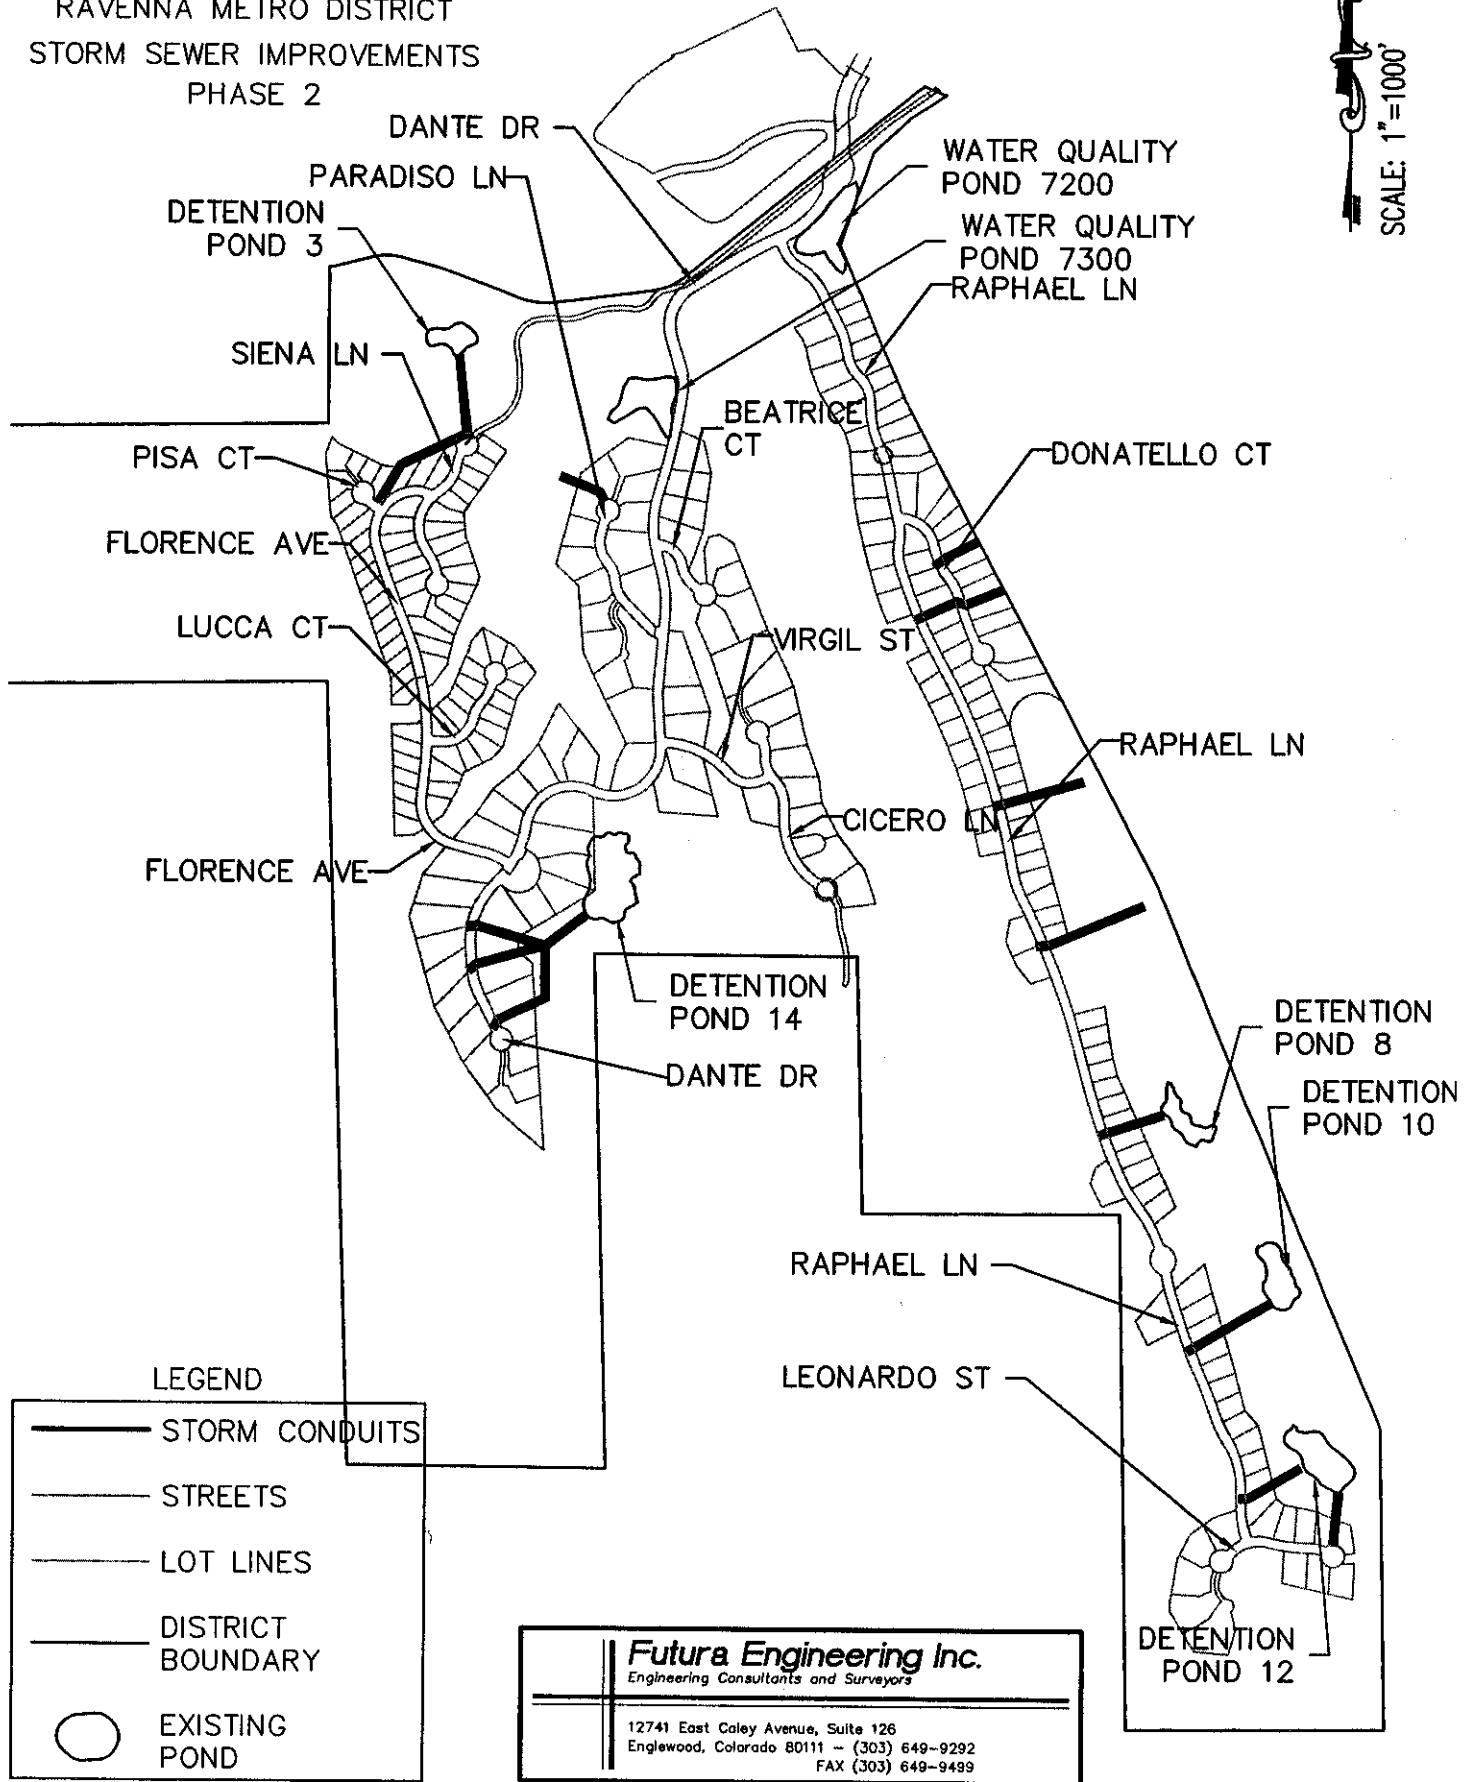 RAVENNA METRO DISTRICT
STORM SEWER IMPROVEMENTS
PHASE 2
SCALE: 1"=1000'
DANTE DR
PARADISO LN
DETENTION
POND 3
WATER QUALITY
POND 7200
WATER QUALITY
POND 7300
RAPHAEL LN
SIENA LN
BEATRICE
CT
PISA CT
DONATELLO CT
FLORENCE AVE
LUCCA CT
VIRGIL ST
RAPHAEL LN
CICERO LN
FLORENCE AVE
DETENTION
POND 14
DETENTION
POND 8
DANTE DR
DETENTION
POND 10
RAPHAEL LN
LEONARDO ST
DETENTION
POND 12
LEGEND
STORM CONDUITS
STREETS
LOT LINES
DISTRICT
BOUNDARY
EXISTING
POND
Futura Engineering Inc.
Engineering Consultants and Surveyors
12741 East Caley Avenue, Suite 126
Englewood, Colorado 80111 - (303) 649-9292
FAX (303) 649-9499